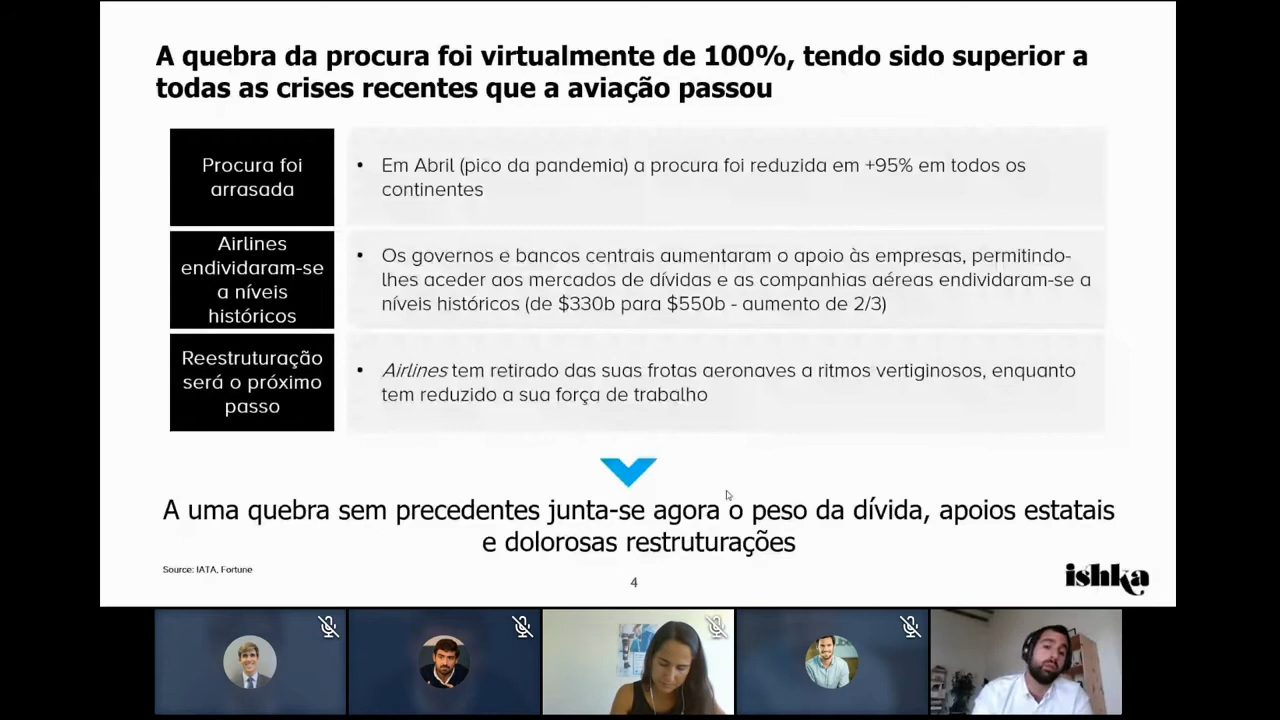 A quebra da procura foi virtualmente de 100%, tendo sido superior a
todas as crises recentes que a aviação passou
Procura foi
arrasada
• Em Abril (pico da pandemia) a procura foi reduzida em +95% em todos os
continentes
Airlines
endividaram-se
a níveis
históricos
• Os governos e bancos centrais aumentaram o apoio às empresas, permitindo-
lhes aceder aos mercados de dívidas e as companhias aéreas endividaram-se a
níveis históricos (de $330b para $550b - aumento de 2/3)
Reestruturação
será o próximo
passo
• Airlines tem retirado das suas frotas aeronaves a ritmos vertiginosos, enquanto
tem reduzido a sua força de trabalho
A uma quebra sem precedentes junta-se agora o peso da dívida, apoios estatais
e dolorosas restruturações
Source: IATA, Fortune
4
ishka